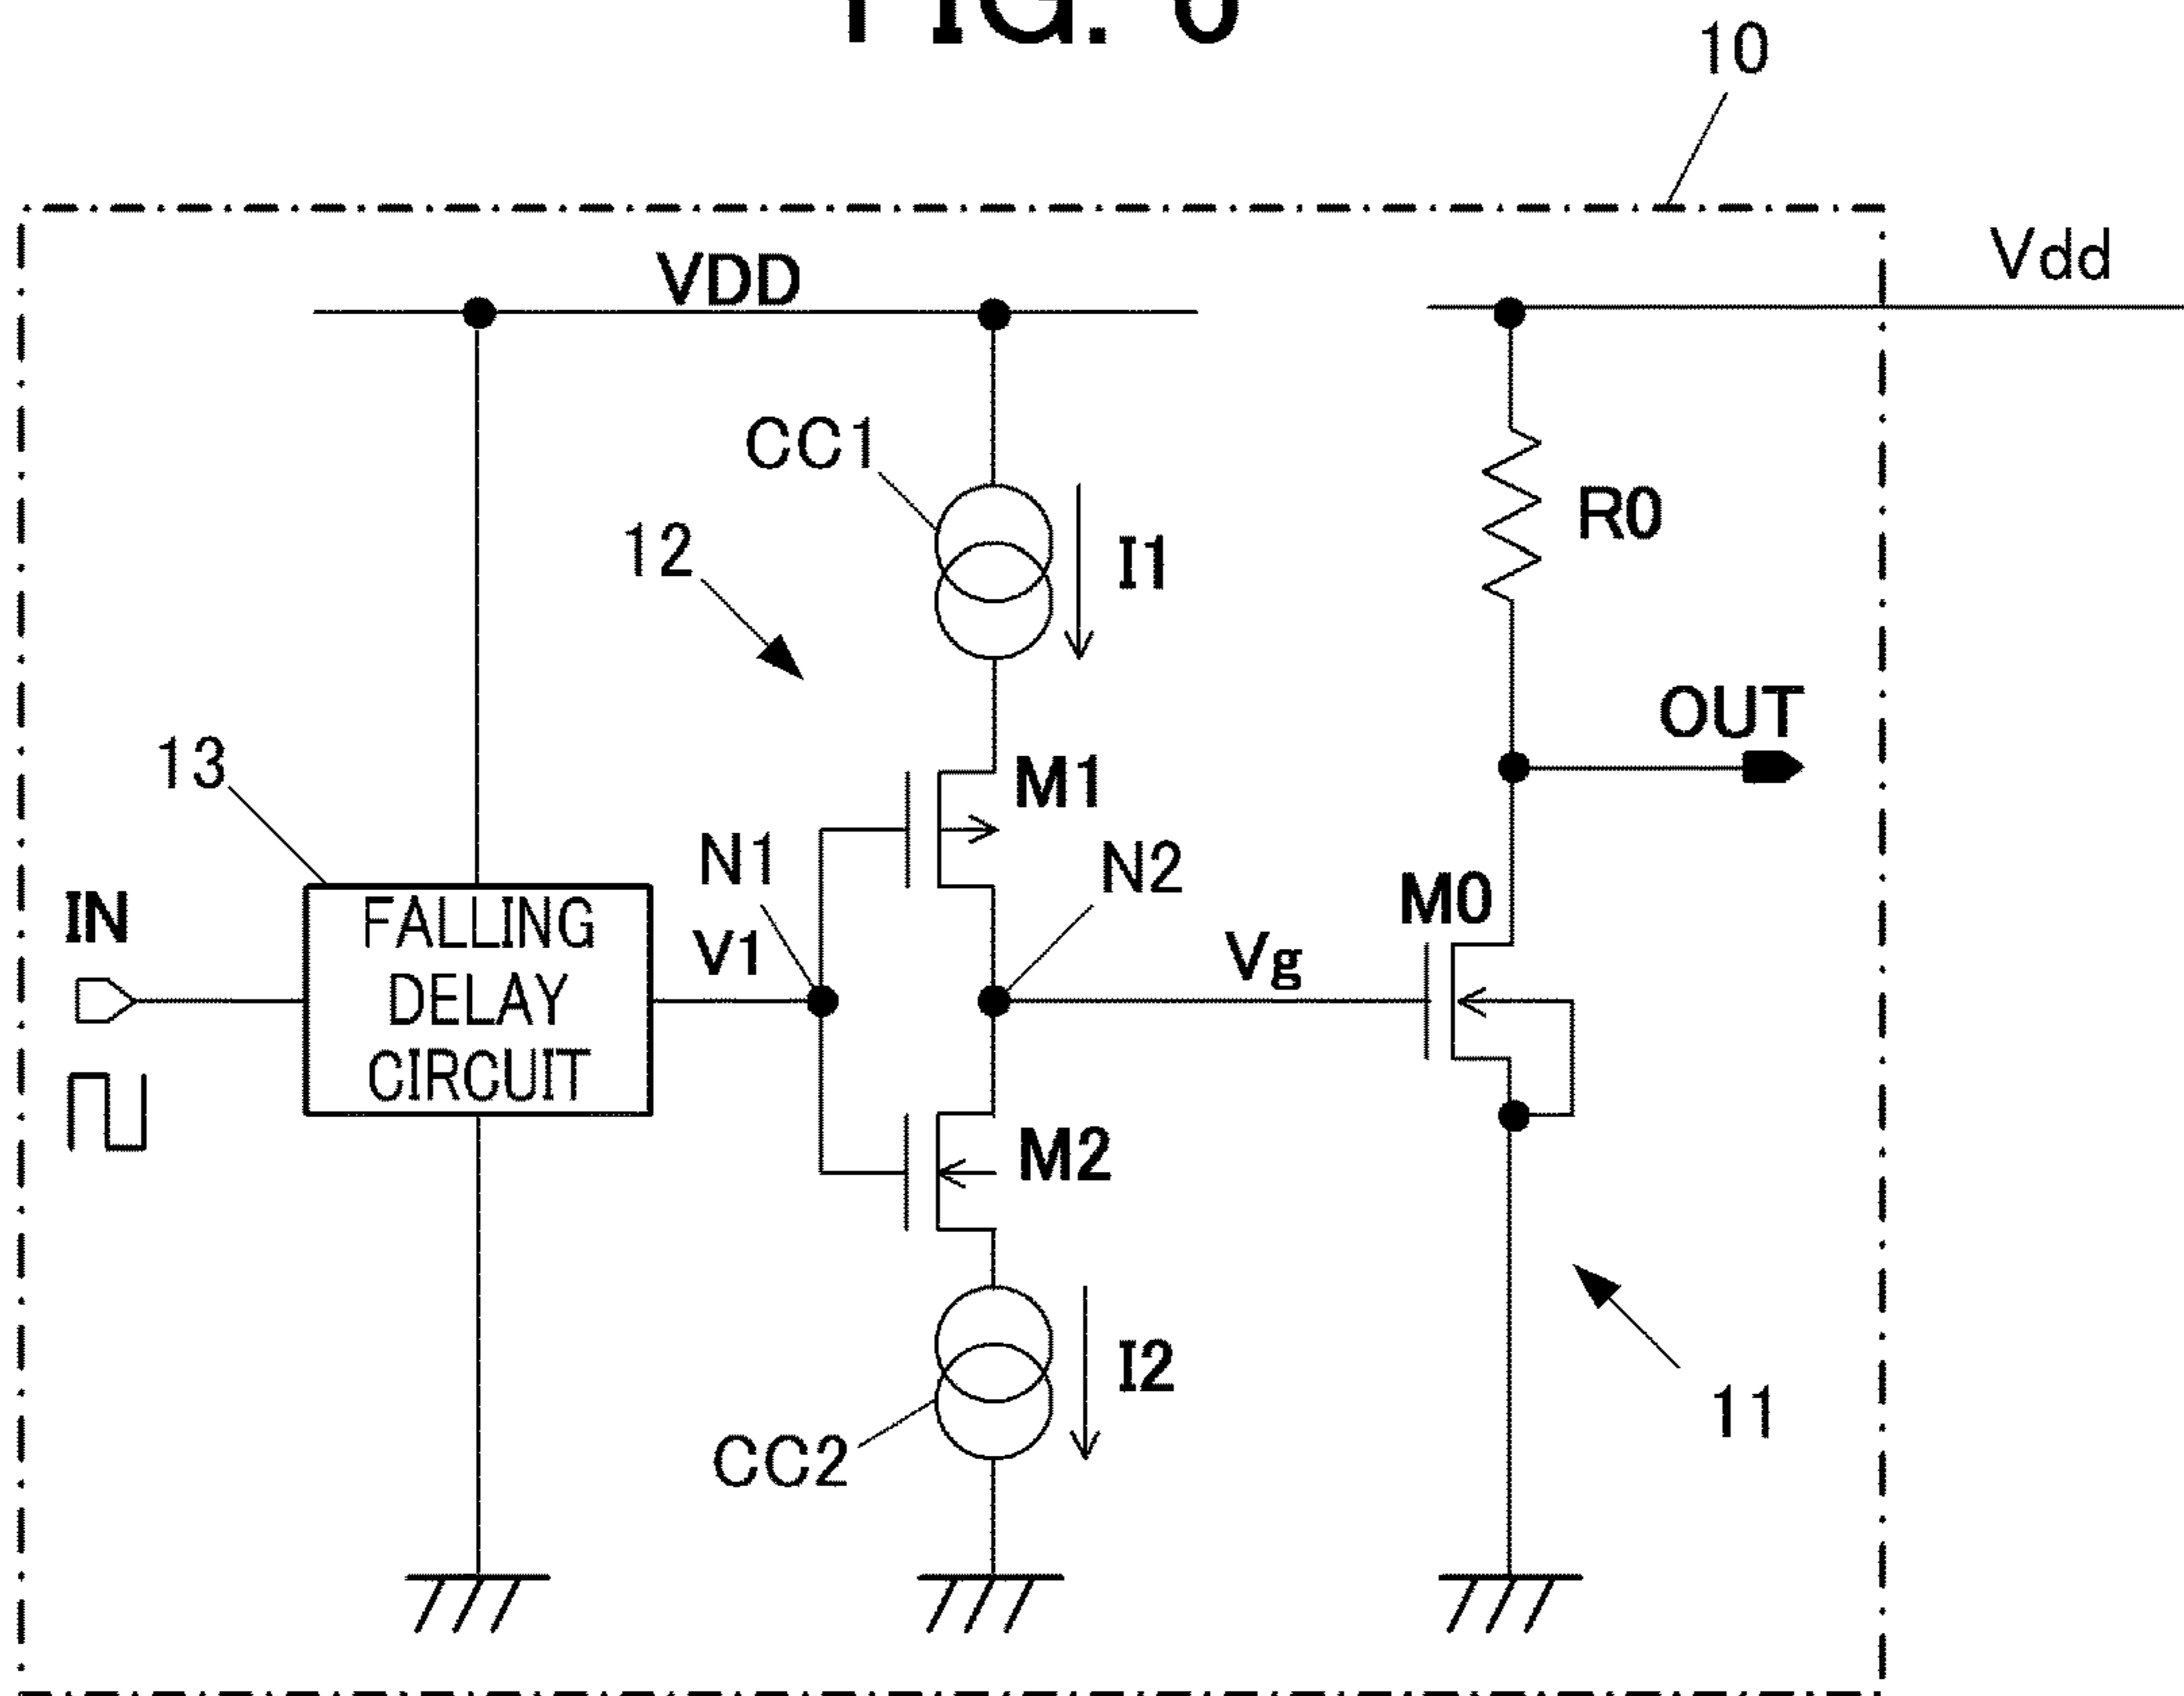 FIG. 6
10
VDD
Vdd
CC1
I1
R0
12
OUT
13
M1
N1
N2
M0
IN
FALLING
DELAY
CIRCUIT
V1
Vg
M2
I2
CC2
11